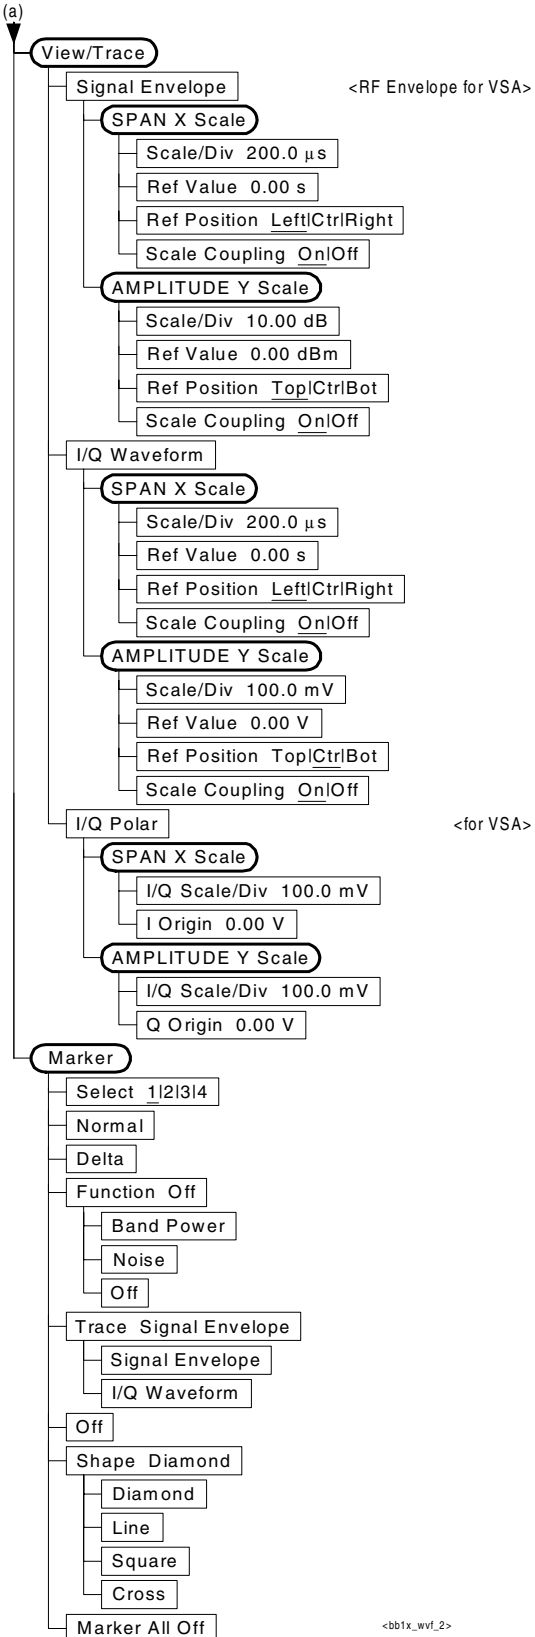 (a)
View/Trace
Signal Envelope <RF Envelope for VSA>
SPAN X Scale
Scale/Div 200.0 μs
Ref Value 0.00 s
Ref Position Left|Ctr|Right
Scale Coupling On|Off
AMPLITUDE Y Scale
Scale/Div 10.00 dB
Ref Value 0.00 dBm
Ref Position Top|Ctr|Bot
Scale Coupling On|Off
I/Q Waveform
SPAN X Scale
Scale/Div 200.0 μs
Ref Value 0.00 s
Ref Position Left|Ctr|Right
Scale Coupling On|Off
AMPLITUDE Y Scale
Scale/Div 100.0 mV
Ref Value 0.00 V
Ref Position Top|Ctr|Bot
Scale Coupling On|Off
I/Q Polar <for VSA>
SPAN X Scale
I/Q Scale/Div 100.0 mV
I Origin 0.00 V
AMPLITUDE Y Scale
I/Q Scale/Div 100.0 mV
Q Origin 0.00 V
Marker
Select 1|2|3|4
Normal
Delta
Function Off
Band Power
Noise
Off
Trace Signal Envelope
Signal Envelope
I/Q Waveform
Off
Shape Diamond
Diamond
Line
Square
Cross
Marker All Off <bb1x_wvf_2>